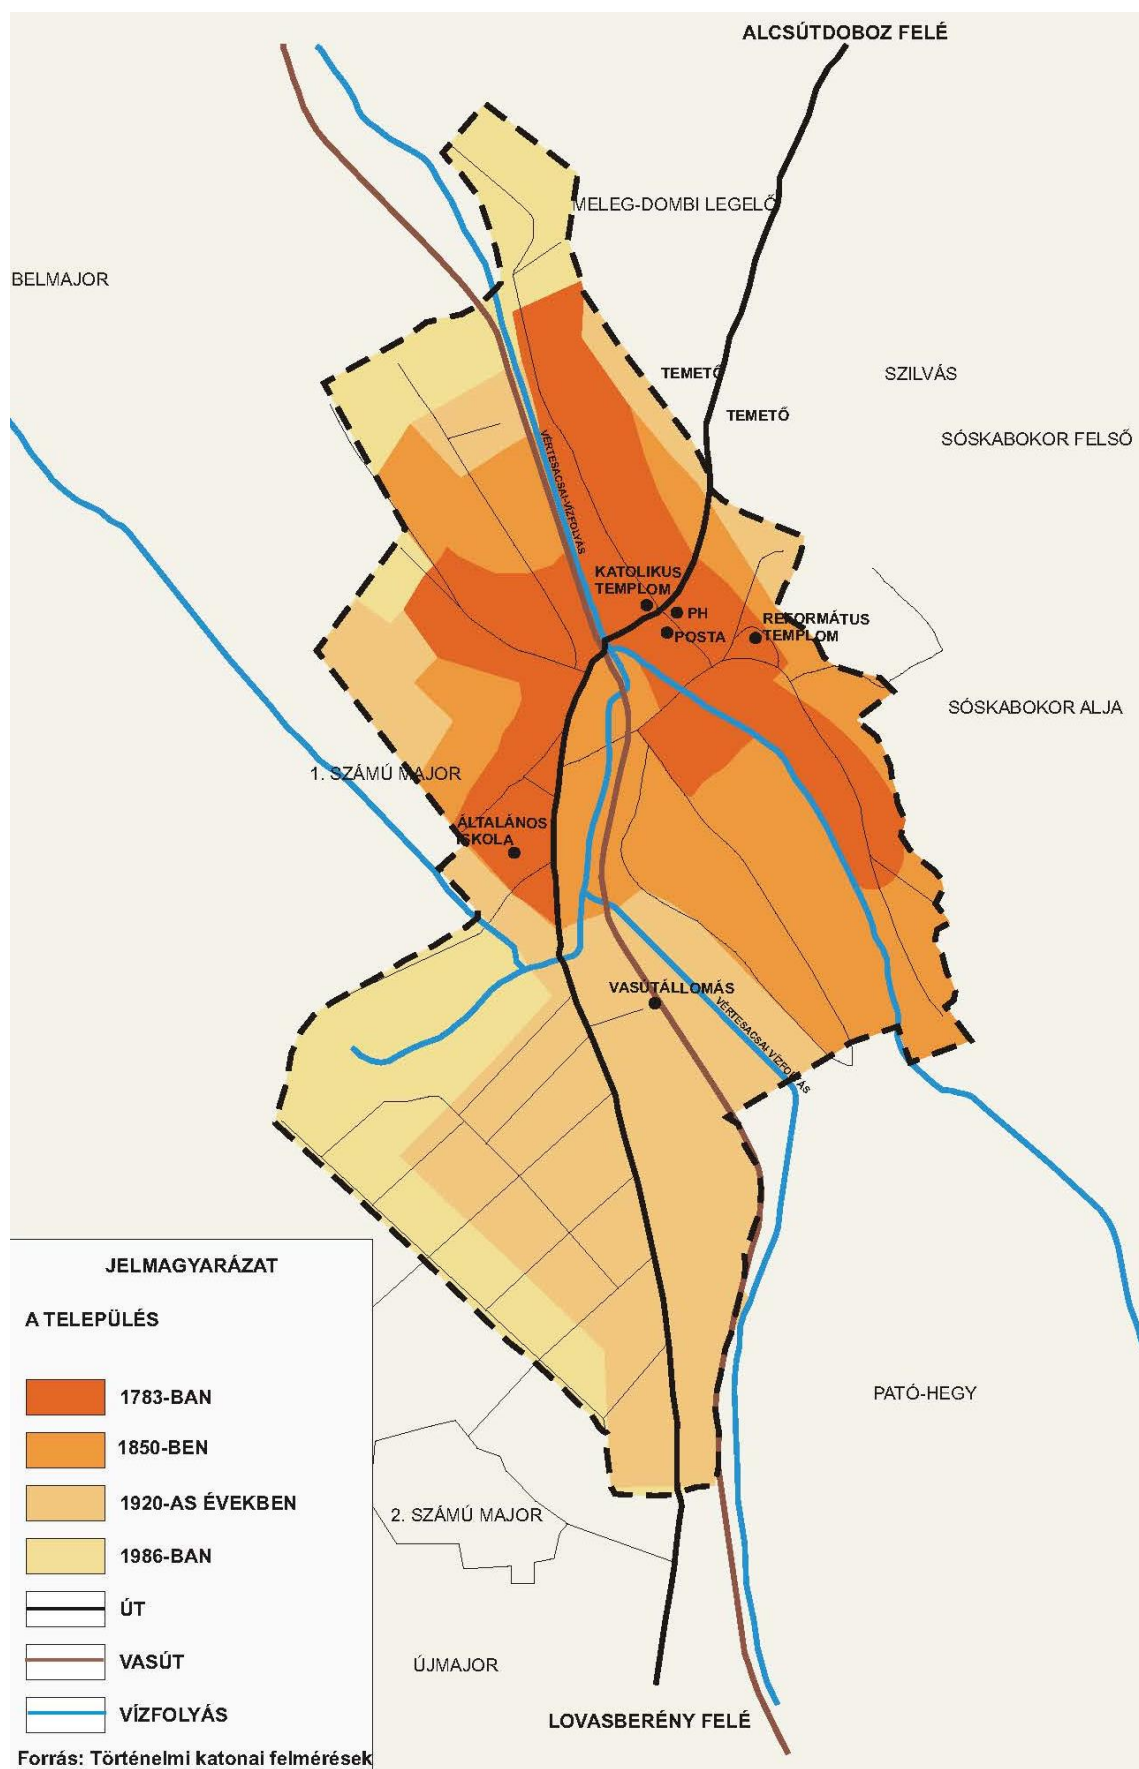 ALCSÚTDOBOZ FELÉ
MELEG-DOMBI LEGELŐ
BELMAJOR
TEMETŐ
SZILVÁS
TEMETŐ
SÓSKABOKOR FELSŐ
VÉRTESACSAI-VÍZFOLYÁS
KATOLIKUS
TEMPLOM
PH
POSTA
REFORMÁTUS
TEMPLOM
SÓSKABOKOR ALJA
1. SZÁMÚ MAJOR
ÁLTALÁNOS
ISKOLA
VASÚTÁLLOMÁS
VÉRTESACSAI VÍZFOLYÁS
JELMAGYARÁZAT
A TELEPÜLÉS
1783-BAN
1850-BEN
1920-AS ÉVEKBEN
1986-BAN
ÚT
VASÚT
VÍZFOLYÁS
Forrás: Történelmi katonai felmérések
PATÓ-HEGY
2. SZÁMÚ MAJOR
ÚJMAJOR
LOVASBERÉNY FELÉ